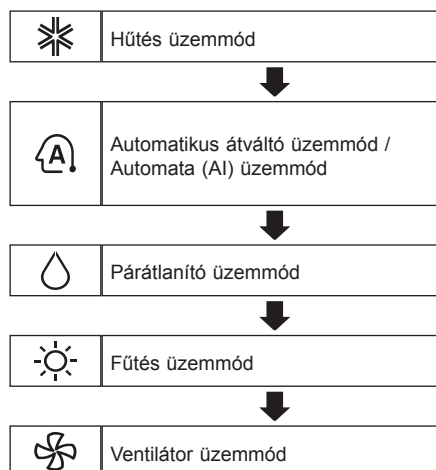 Hűtés üzemmód
A
Automatikus átváltó üzemmód /
Automata (AI) üzemmód
Párátlanító üzemmód
Fűtés üzemmód
Ventilátor üzemmód